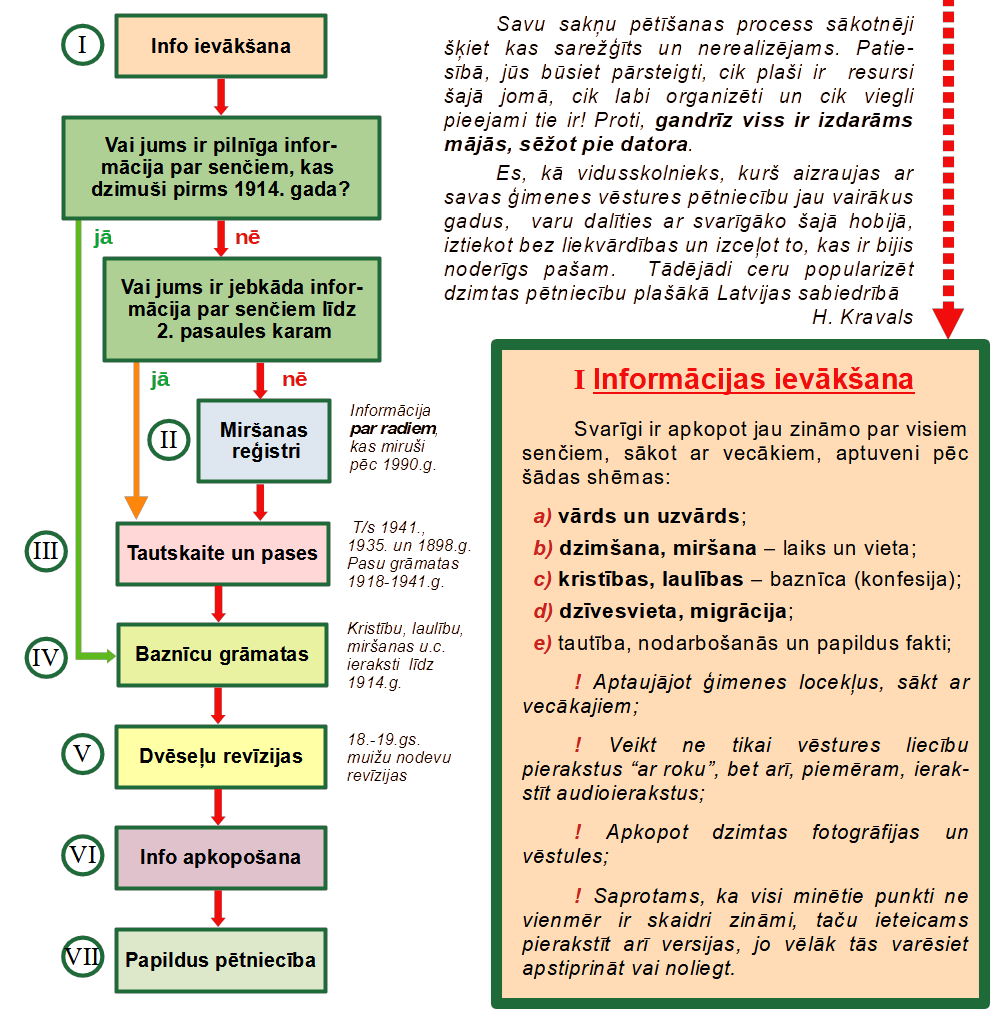 I
Info ievākšana
Vai jums ir pilnīga infor-
mācija par senčiem, kas
dzimuši pirms 1914. gada?
jā
nē
Vai jums ir jebkāda infor-
mācija par senčiem līdz
2. pasaules karam
jā
nē
II
Miršanas
reģistri
Informācija
par radiem,
kas miruši
pēc 1990.g.
III
Tautskaite un pases
T/s 1941.,
1935. un 1898.g.
Pasu grāmatas
1918-1941.g.
IV
Baznīcu grāmatas
Kristību, laulību,
miršanas u.c.
ieraksti līdz
1914.g.
V
Dvēseļu revīzijas
18.-19.gs.
muižu nodevu
revīzijas
VI
Info apkopošana
VII
Papildus pētniecība
Savu sakņu pētīšanas process sākotnēji
šķiet kas sarežģīts un nerealizējams. Patie-
sībā, jūs būsiet pārsteigti, cik plaši ir resursi
šajā jomā, cik labi organizēti un cik viegli
pieejami tie ir! Proti, gandrīz viss ir izdarāms
mājās, sēžot pie datora.
Es, kā vidusskolnieks, kurš aizraujas ar
savas ģimenes vēstures pētniecību jau vairākus
gadus, varu dalīties ar svarīgāko šajā hobijā,
iztiekot bez liekvārdības un izceļot to, kas ir bijis
noderīgs pašam. Tādējādi ceru popularizēt
dzimtas pētniecību plašākā Latvijas sabiedrībā
H. Kravals
I Informācijas ievākšana
Svarīgi ir apkopot jau zināmo par visiem
senčiem, sākot ar vecākiem, aptuveni pēc
šādas shēmas:
a) vārds un uzvārds;
b) dzimšana, miršana – laiks un vieta;
c) kristības, laulības – baznīca (konfesija);
d) dzīvesvieta, migrācija;
e) tautība, nodarbošanās un papildus fakti;
! Aptaujājot ģimenes locekļus, sākt ar
vecākajiem;
! Veikt ne tikai vēstures liecību
pierakstus “ar roku”, bet arī, piemēram, ierak-
stīt audioierakstus;
! Apkopot dzimtas fotogrāfijas un
vēstules;
! Saprotams, ka visi minētie punkti ne
vienmēr ir skaidri zināmi, taču ieteicams
pierakstīt arī versijas, jo vēlāk tās varēsiet
apstiprināt vai noliegt.